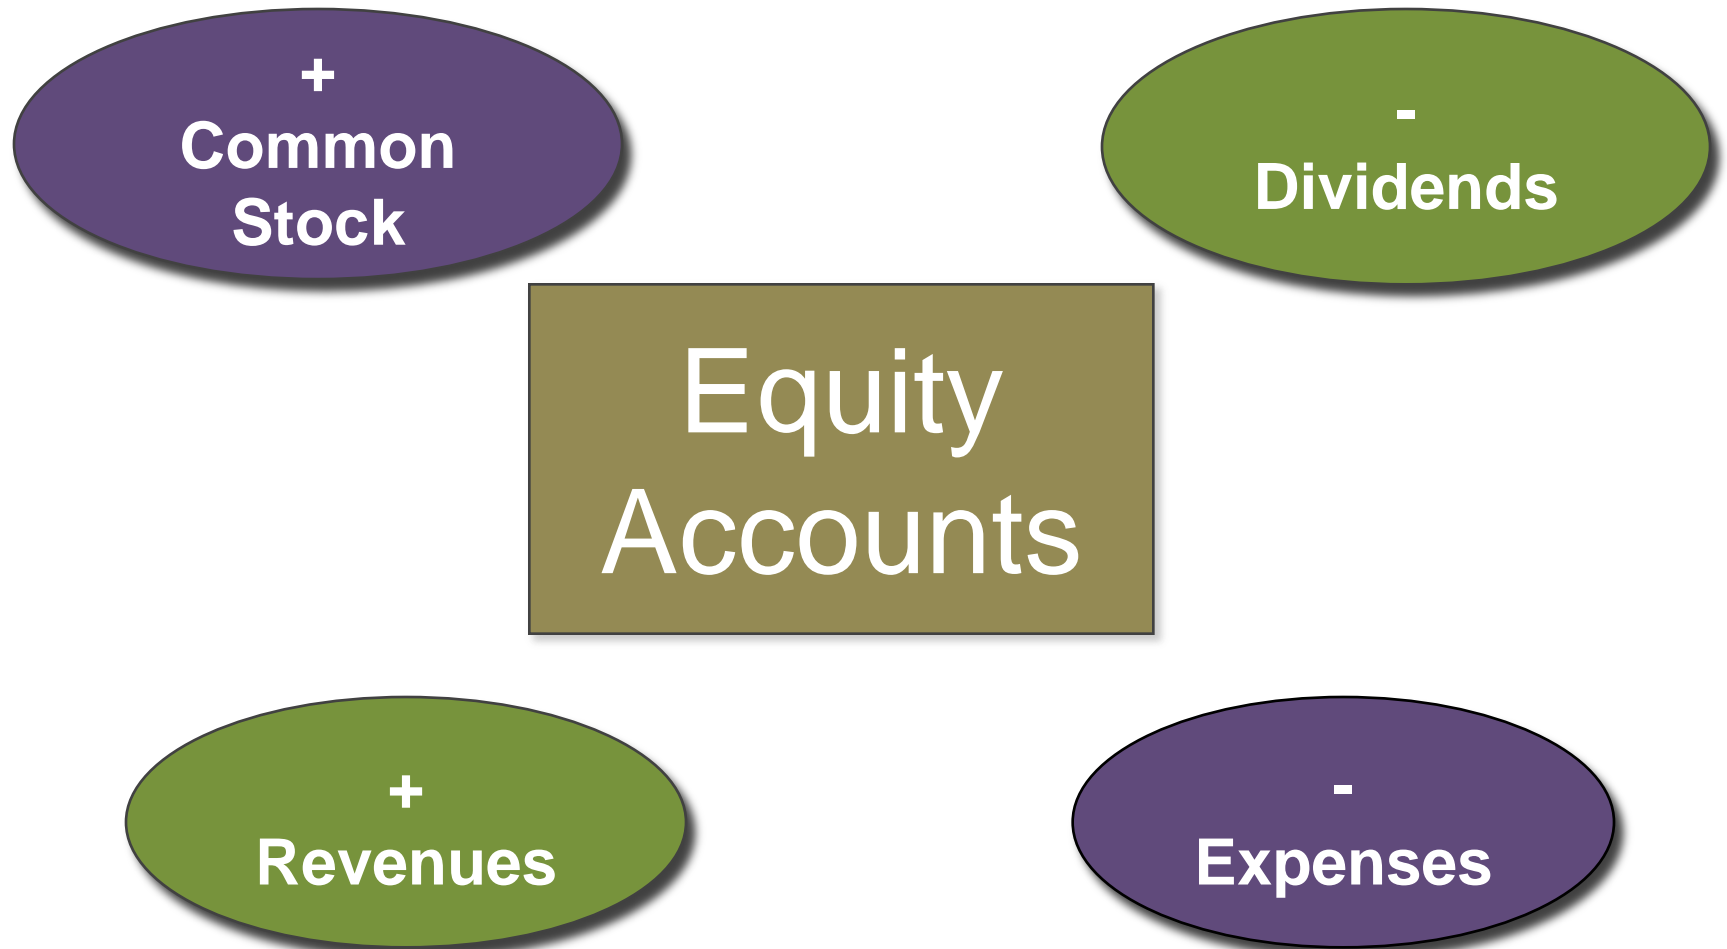 +
Common
Stock
-
Dividends
Equity
Accounts
+
Revenues
-
Expenses